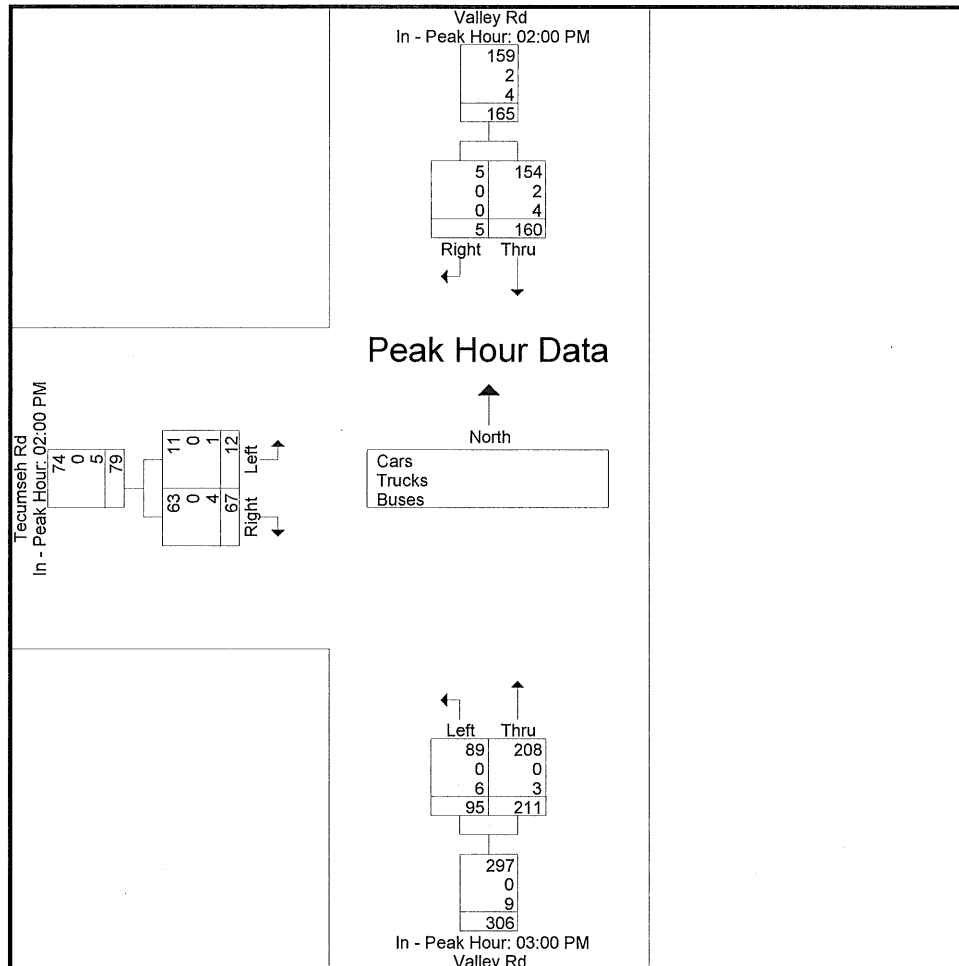 Valley Rd
In - Peak Hour: 02:00 PM
159
2
4
165
5 154
0 2
0 4
5 160
Right Thru
Peak Hour Data
North
Cars
Trucks
Buses
Tecumseh Rd
In - Peak Hour: 02:00 PM
74
0
5
79
11 0 1 12 Left
63 0 4 67 Right
Left Thru
89 208
0 0
6 3
95 211
297
0
9
306
In - Peak Hour: 03:00 PM
Valley Rd